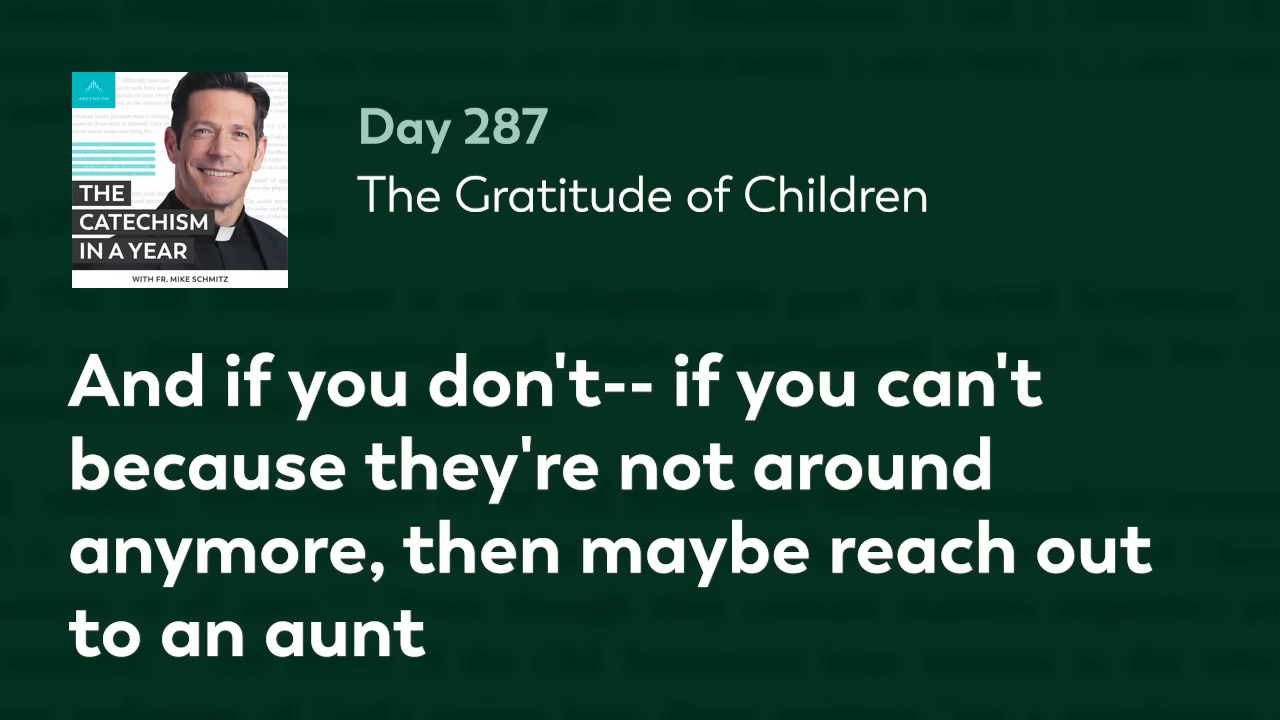 ASCENSION
THE
CATECHISM
IN A YEAR
WITH FR. MIKE SCHMITZ
Day 287
The Gratitude of Children
And if you don't-- if you can't
because they're not around
anymore, then maybe reach out
to an aunt